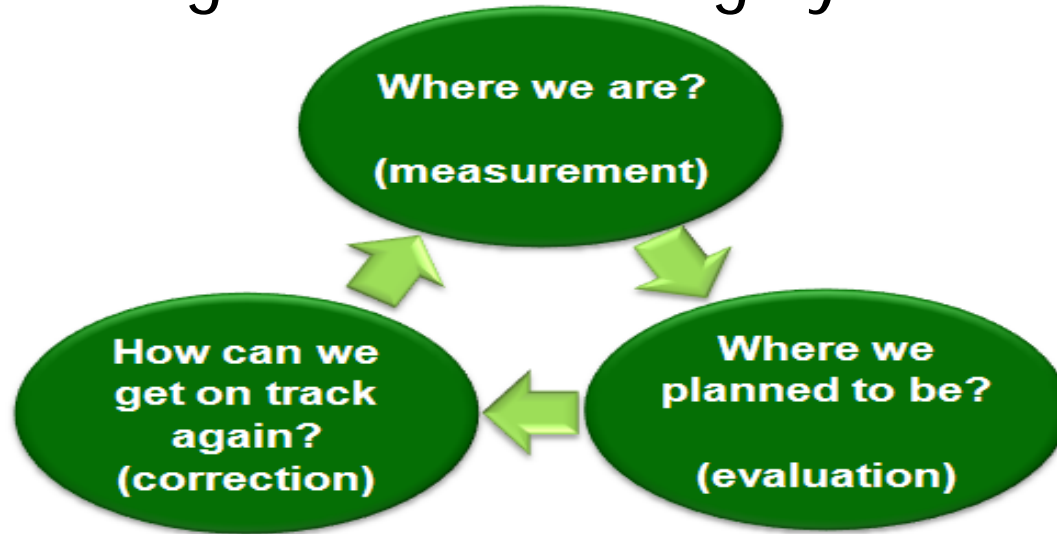 Where we are?
(measurement)
Where we
planned to be?
(evaluation)
How can we
get on track
again?
(correction)